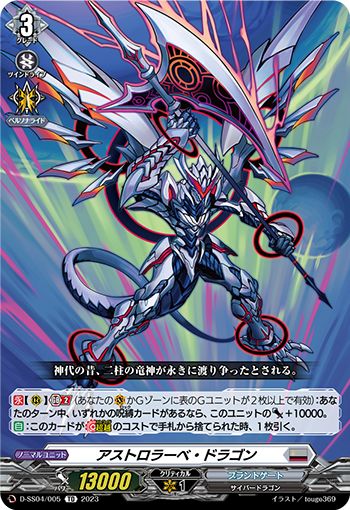 3
グレード
ツインドライブ
ペルソナライド
神代の昔、二柱の竜神が永きに渡り争ったとされる。
(あなたのGゾーンに表のGユニットが2枚以上で有効):あな
たのターン中、いずれかの呪縛カードがあるなら、このユニットの+10000。
:このカードが超越のコストで手札から捨てられた時、1枚引く。
ノーマルユニット
アストロラーベ・ドラゴン
パワー
13000
クリティカル
1
ブラントゲート
サイバードラゴン
D-SS04/005 TD 2023
イラスト/tougo369